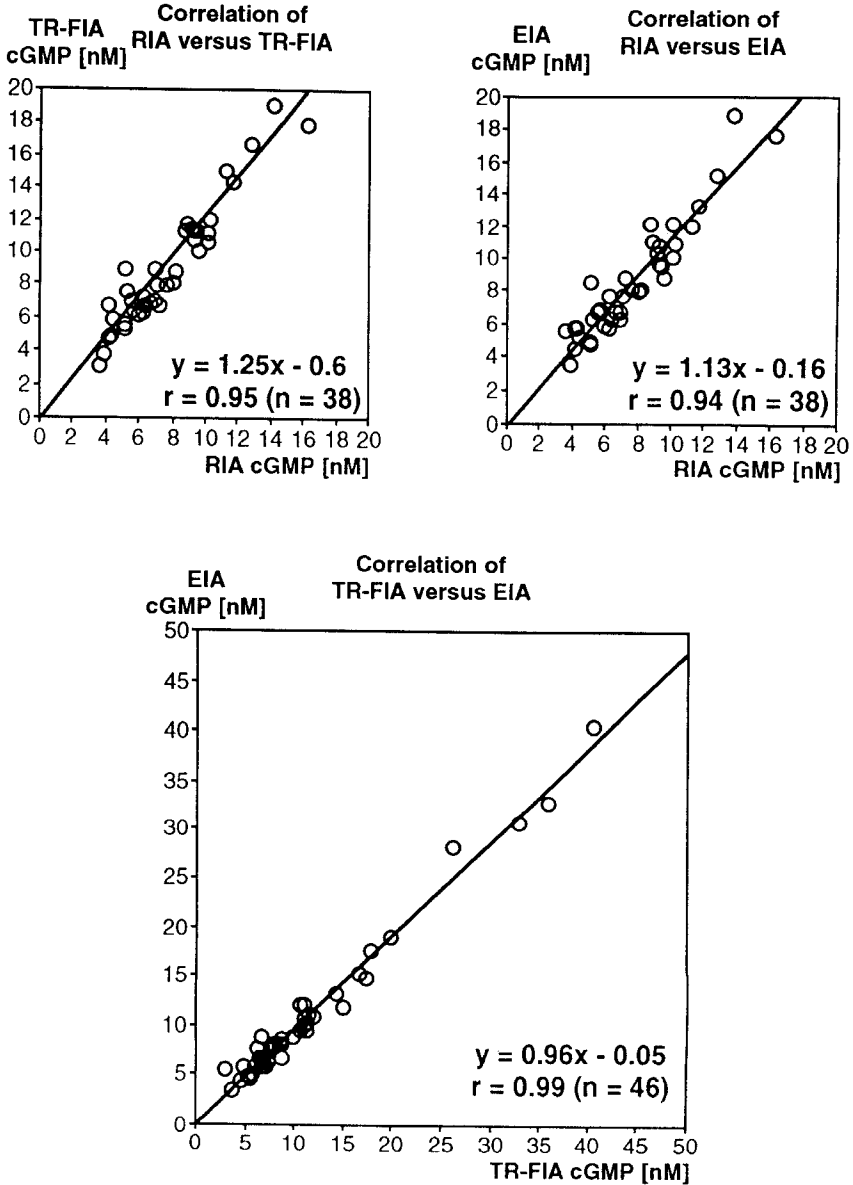 TR-FIA
cGMP [nM]
Correlation of
RIA versus TR-FIA
20
18
16
14
12
10
8
6
4
2
0
0 2 4 6 8 10 12 14 16 18 20
RIA cGMP [nM]
y = 1.25x - 0.6
r = 0.95 (n = 38)
EIA
cGMP [nM]
Correlation of
RIA versus EIA
20
18
16
14
12
10
8
6
4
2
0
0 2 4 6 8 10 12 14 16 18 20
RIA cGMP [nM]
y = 1.13x - 0.16
r = 0.94 (n = 38)
EIA
cGMP [nM]
Correlation of
TR-FIA versus EIA
50
45
40
35
30
25
20
15
10
5
0
0 5 10 15 20 25 30 35 40 45 50
TR-FIA cGMP [nM]
y = 0.96x - 0.05
r = 0.99 (n = 46)